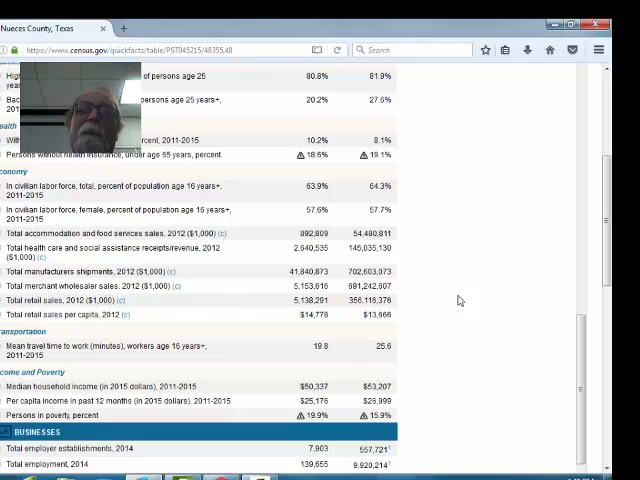 Nueces County, Texas × +
https://www.census.gov/quickfacts/table/PST045215/48355,48 Search
of persons age 25 80.8% 81.9%
persons age 25 years+, 20.2% 27.6%
ealth
rcent, 2011-2015 10.2% 8.1%
Persons without health insurance, under age 65 years, percent 18.6% 19.1%
conomy
In civilian labor force, total, percent of population age 16 years+, 63.9% 64.3%
2011-2015
In civilian labor force, female, percent of population age 16 years+, 57.6% 57.7%
2011-2015
Total accommodation and food services sales, 2012 ($1,000) (c) 892,809 54,480,811
Total health care and social assistance receipts/revenue, 2012 2,640,535 145,035,130
($1,000) (c)
Total manufacturers shipments, 2012 ($1,000) (c) 41,840,873 702,603,073
Total merchant wholesaler sales, 2012 ($1,000) (c) 5,153,616 691,242,607
Total retail sales, 2012 ($1,000) (c) 5,138,291 356,116,376
Total retail sales per capita, 2012 (c) $14,778 $13,666
ransportation
Mean travel time to work (minutes), workers age 16 years+, 19.8 25.6
2011-2015
ncome and Poverty
Median household income (in 2015 dollars), 2011-2015 $50,337 $53,207
Per capita income in past 12 months (in 2015 dollars), 2011-2015 $25,176 $26,999
Persons in poverty, percent 19.9% 15.9%
BUSINESSES
Total employer establishments, 2014 7,903 557,721¹
Total employment, 2014 139,655 9,920,214¹